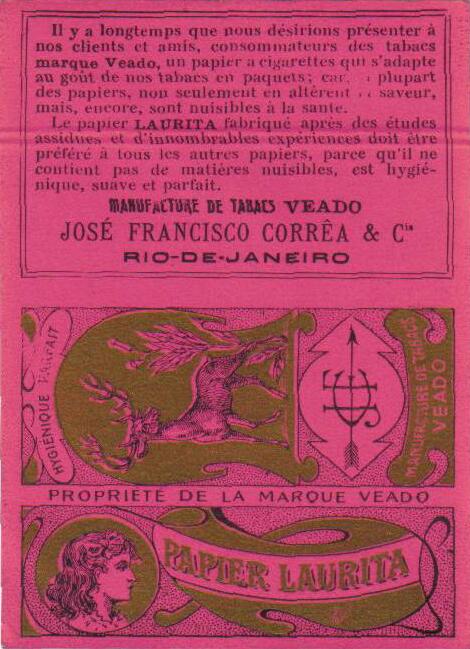 Il y a longtemps que nous désirions présenter à
nos clients et amis, consommateurs des tabacs
marque Veado, un papier a cigarettes qui s'adapte
au goût de nos tabacs en paquets; car, plupart
des papiers, non seulement en altèrent saveur,
mais, encore, sont nuisibles à la sante.
Le papier LAURITA fabriqué après des études
assidues et d'innombrables expériences doit être
préféré à tous les autres papiers, parce qu'il ne
contient pas de matières nuisibles, est hygié-
nique, suave et parfait.
MANUFACTURE DE TABACS VEADO
JOSÉ FRANCISCO CORRÊA & Cie
RIO-DE-JANEIRO
HYGIÉNIQUE PARFAIT
MANUFACTURE DE TABACS
VEADO
PROPRIETÉ DE LA MARQUE VEADO
PAPIER LAURITA